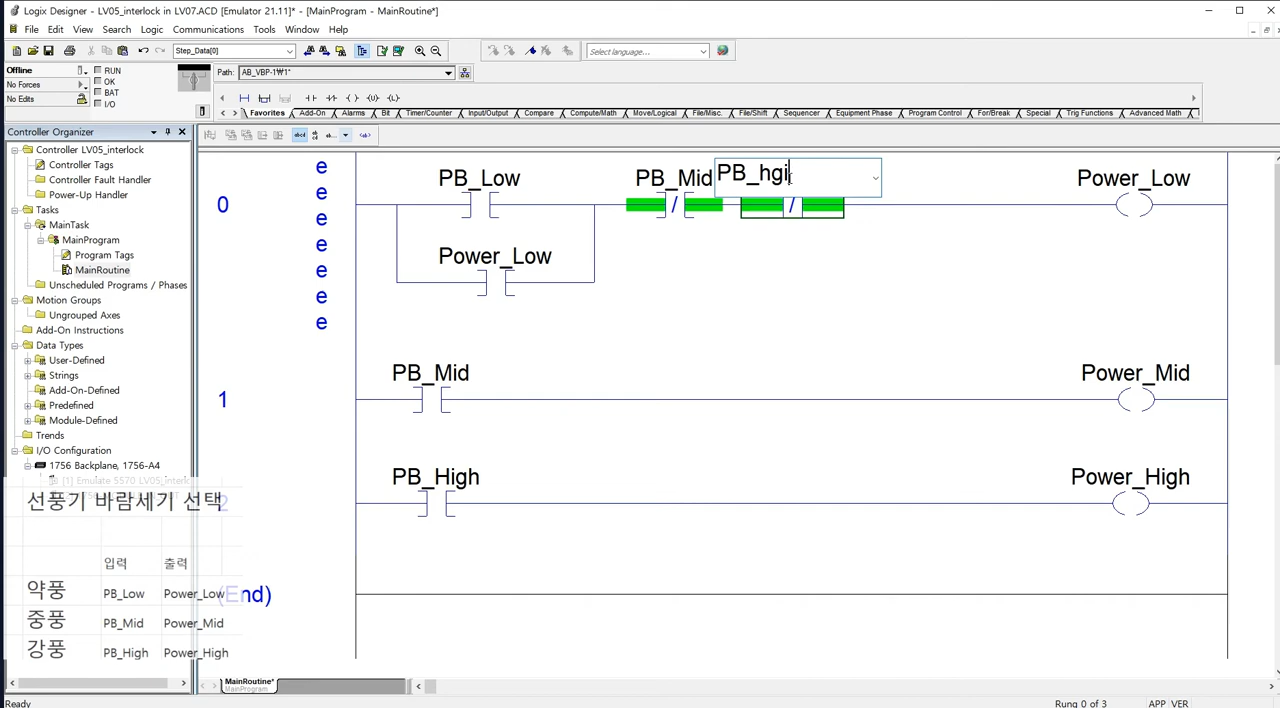 Logix Designer - LV05_interlock in LV07.ACD [Emulator 21.11]* - [MainProgram - MainRoutine*]
File Edit View Search Logic Communications Tools Window Help
Step_Data[0]
Select language...
Offline
No Forces
No Edits
RUN
OK
BAT
I/O
Path: AB_VBP-1₩1*
Favorites Add-On Alarms Bit Timer/Counter Input/Output Compare Compute/Math Move/Logical File/Misc. File/Shift Sequencer Equipment Phase Program Control For/Break Special Trig Functions Advanced Math
Controller Organizer
Controller LV05_interlock
Controller Tags
Controller Fault Handler
Power-Up Handler
Tasks
MainTask
MainProgram
Program Tags
MainRoutine
Unscheduled Programs / Phases
Motion Groups
Ungrouped Axes
Add-On Instructions
Data Types
User-Defined
Strings
Add-On-Defined
Predefined
Module-Defined
Trends
I/O Configuration
1756 Backplane, 1756-A4
[1] Emulate 5570 LV05_interlc
선풍기 바람세기 선택
입력 출력
약풍 PB_Low Power_Low
중풍 PB_Mid Power_Mid
강풍 PB_High Power_High
e
e
e
e
e
e
e
0
PB_Low PB_Mid PB_hgi Power_Low
Power_Low
1
PB_Mid Power_Mid
2
PB_High Power_High
(End)
MainRoutine*
MainProgram
Ready
Rung 0 of 3 APP VER